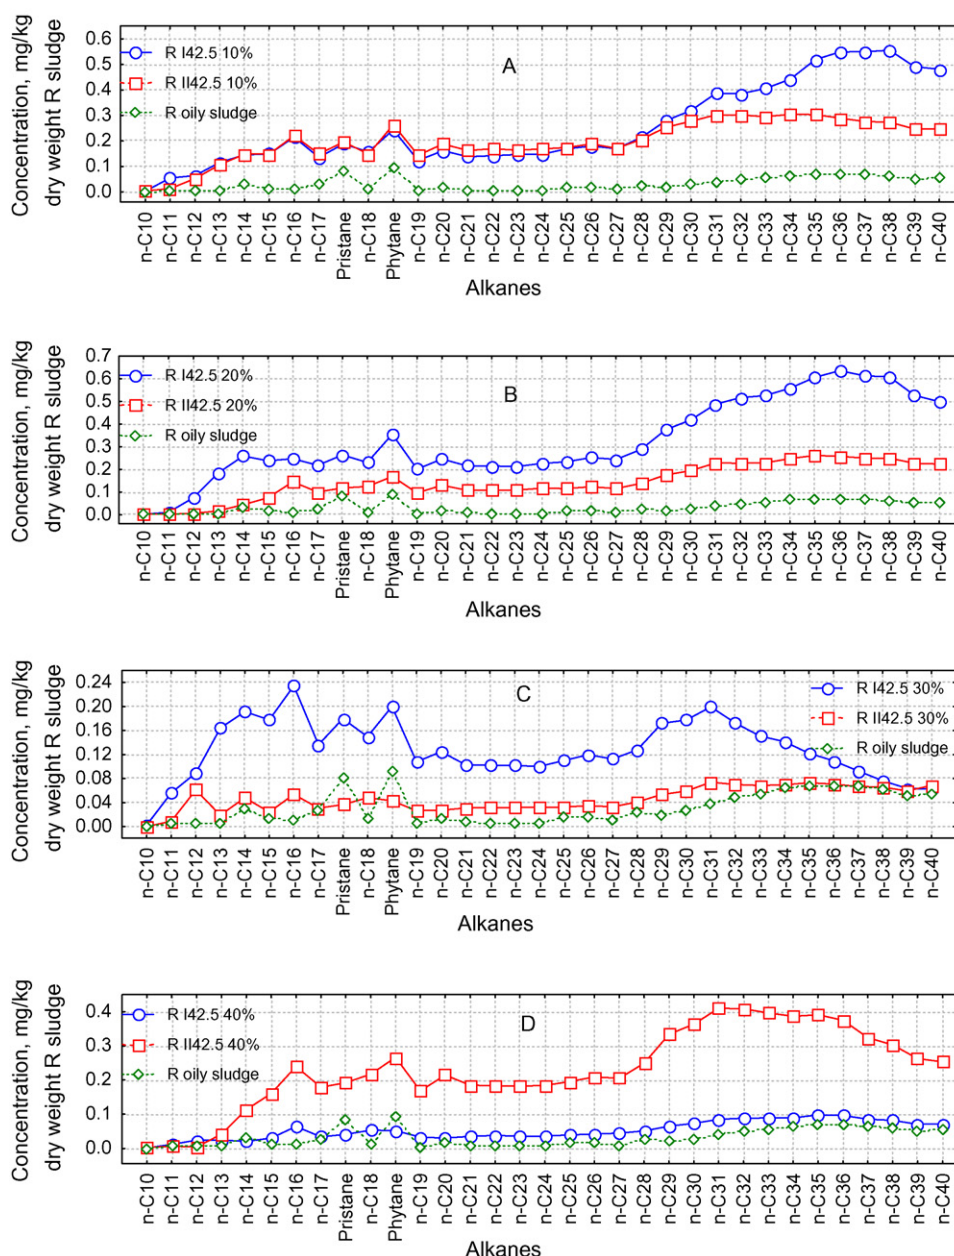 Concentration, mg/kg
dry weight R sludge
0.6
0.5
0.4
0.3
0.2
0.1
0.0
R I42.5 10%
R II42.5 10%
R oily sludge
A
n-C10
n-C11
n-C12
n-C13
n-C14
n-C15
n-C16
n-C17
Pristane
n-C18
Phytane
n-C19
n-C20
n-C21
n-C22
n-C23
n-C24
n-C25
n-C26
n-C27
n-C28
n-C29
n-C30
n-C31
n-C32
n-C33
n-C34
n-C35
n-C36
n-C37
n-C38
n-C39
n-C40
Alkanes
Concentration, mg/kg
dry weight R sludge
0.7
0.6
0.5
0.4
0.3
0.2
0.1
0.0
R I42.5 20%
R II42.5 20%
R oily sludge
B
n-C10
n-C11
n-C12
n-C13
n-C14
n-C15
n-C16
n-C17
Pristane
n-C18
Phytane
n-C19
n-C20
n-C21
n-C22
n-C23
n-C24
n-C25
n-C26
n-C27
n-C28
n-C29
n-C30
n-C31
n-C32
n-C33
n-C34
n-C35
n-C36
n-C37
n-C38
n-C39
n-C40
Alkanes
Concentration, mg/kg
dry weight R sludge
0.24
0.20
0.16
0.12
0.08
0.04
0.00
C
R I42.5 30%
R II42.5 30%
R oily sludge
n-C10
n-C11
n-C12
n-C13
n-C14
n-C15
n-C16
n-C17
Pristane
n-C18
Phytane
n-C19
n-C20
n-C21
n-C22
n-C23
n-C24
n-C25
n-C26
n-C27
n-C28
n-C29
n-C30
n-C31
n-C32
n-C33
n-C34
n-C35
n-C36
n-C37
n-C38
n-C39
n-C40
Alkanes
Concentration, mg/kg
dry weight R sludge
0.4
0.3
0.2
0.1
0.0
R I42.5 40%
R II42.5 40%
R oily sludge
D
n-C10
n-C11
n-C12
n-C13
n-C14
n-C15
n-C16
n-C17
Pristane
n-C18
Phytane
n-C19
n-C20
n-C21
n-C22
n-C23
n-C24
n-C25
n-C26
n-C27
n-C28
n-C29
n-C30
n-C31
n-C32
n-C33
n-C34
n-C35
n-C36
n-C37
n-C38
n-C39
n-C40
Alkanes